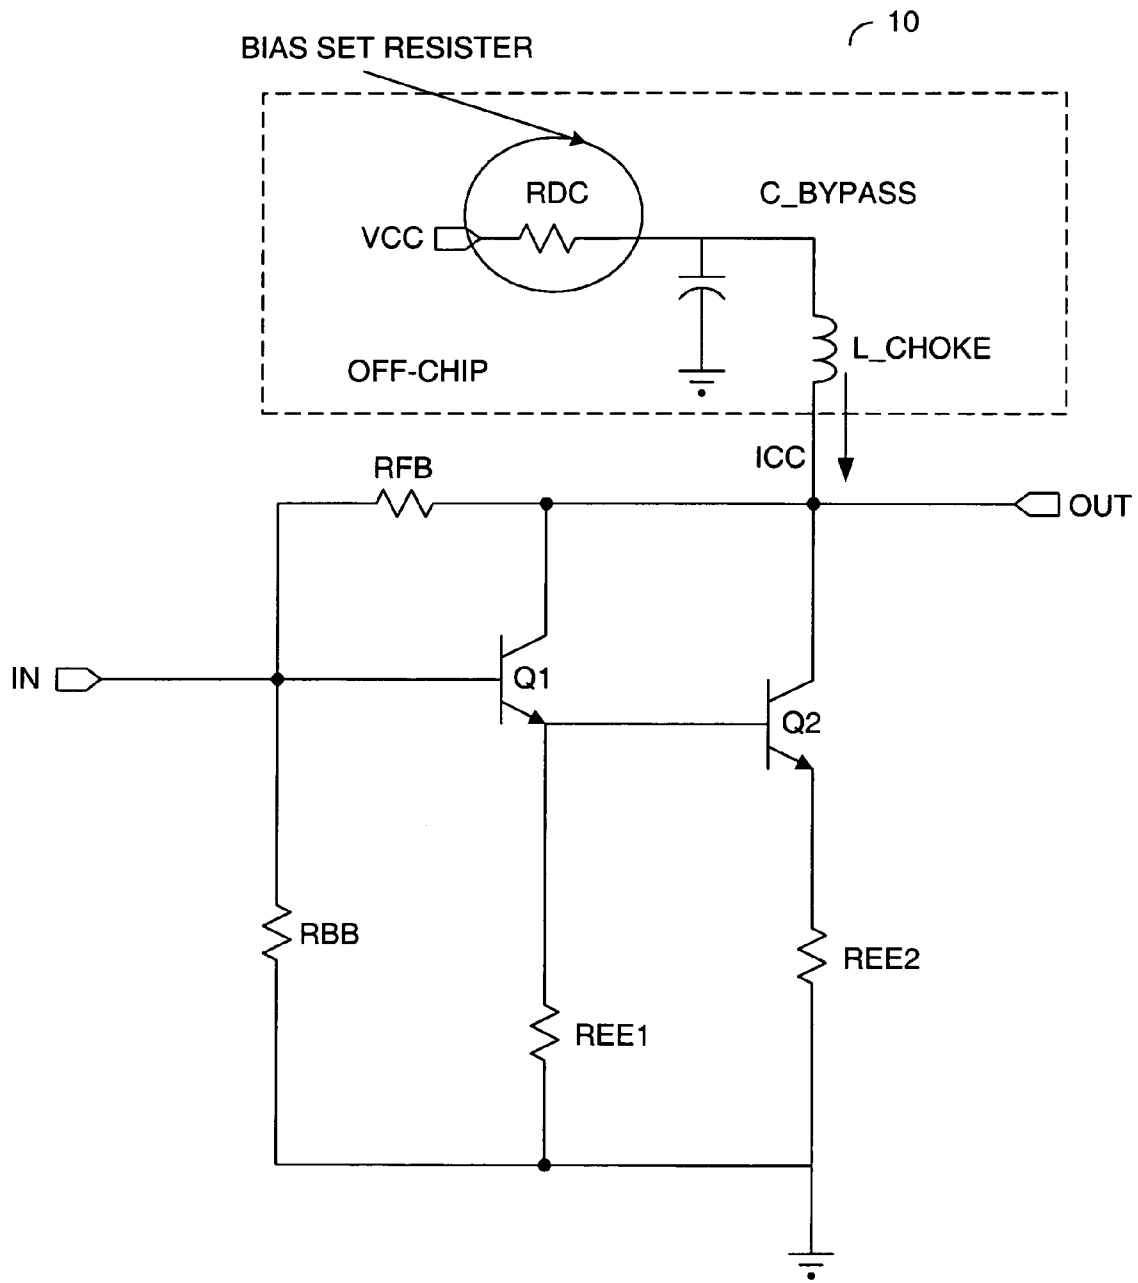 10
BIAS SET RESISTER
RDC
C_BYPASS
VCC
L_CHOKE
OFF-CHIP
ICC
RFB
OUT
IN
Q1
Q2
RBB
REE2
REE1